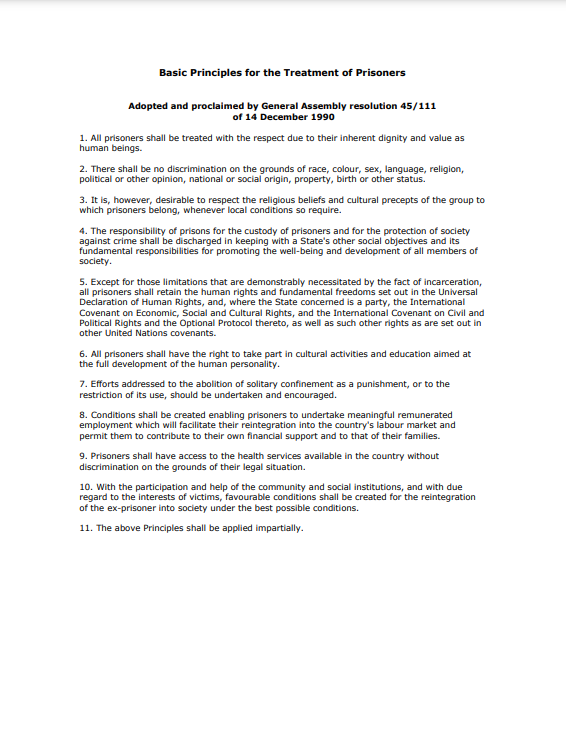 Basic Principles for the Treatment of Prisoners
Adopted and proclaimed by General Assembly resolution 45/111
of 14 December 1990
1. All prisoners shall be treated with the respect due to their inherent dignity and value as
human beings.
2. There shall be no discrimination on the grounds of race, colour, sex, language, religion,
political or other opinion, national or social origin, property, birth or other status.
3. It is, however, desirable to respect the religious beliefs and cultural precepts of the group to
which prisoners belong, whenever local conditions so require.
4. The responsibility of prisons for the custody of prisoners and for the protection of society
against crime shall be discharged in keeping with a State's other social objectives and its
fundamental responsibilities for promoting the well-being and development of all members of
society.
5. Except for those limitations that are demonstrably necessitated by the fact of incarceration,
all prisoners shall retain the human rights and fundamental freedoms set out in the Universal
Declaration of Human Rights, and, where the State concerned is a party, the International
Covenant on Economic, Social and Cultural Rights, and the International Covenant on Civil and
Political Rights and the Optional Protocol thereto, as well as such other rights as are set out in
other United Nations covenants.
6. All prisoners shall have the right to take part in cultural activities and education aimed at
the full development of the human personality.
7. Efforts addressed to the abolition of solitary confinement as a punishment, or to the
restriction of its use, should be undertaken and encouraged.
8. Conditions shall be created enabling prisoners to undertake meaningful remunerated
employment which will facilitate their reintegration into the country's labour market and
permit them to contribute to their own financial support and to that of their families.
9. Prisoners shall have access to the health services available in the country without
discrimination on the grounds of their legal situation.
10. With the participation and help of the community and social institutions, and with due
regard to the interests of victims, favourable conditions shall be created for the reintegration
of the ex-prisoner into society under the best possible conditions.
11. The above Principles shall be applied impartially.